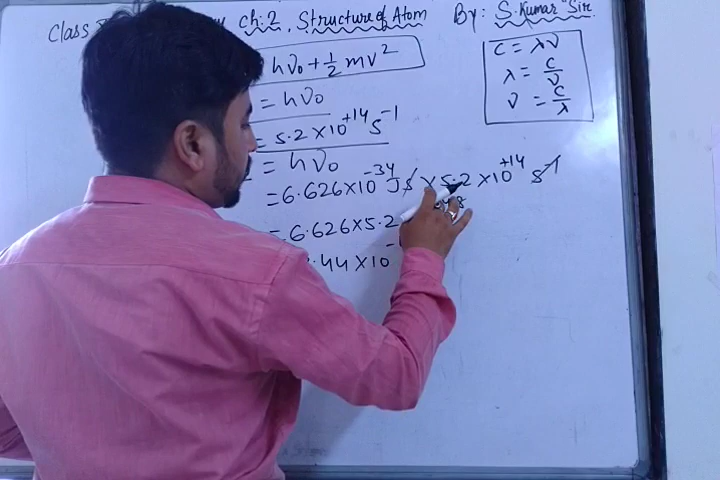 Class ch:2, Structure of Atom By: S. Kumar "Sir.
hν₀ + ½ mv²
c = λν
λ = c/ν
ν = c/λ
= hν₀
= 5.2 × 10⁺¹⁴ s⁻¹
= hν₀
= 6.626 × 10⁻³⁴ Js × 5.2 × 10⁺¹⁴ s⁻¹
= 6.626 × 5.2
.44 × 10⁻